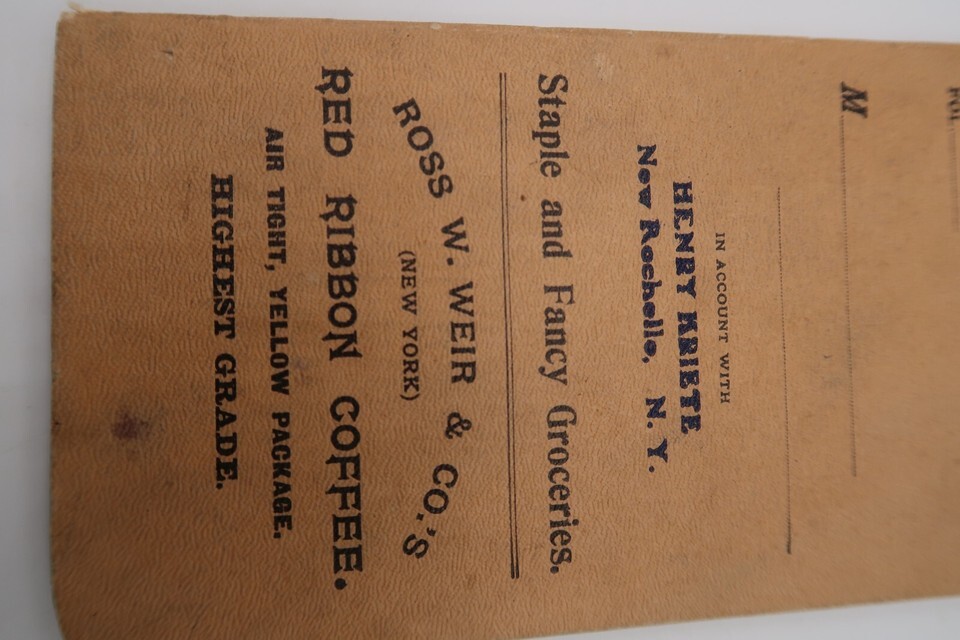 M
IN ACCOUNT WITH
HENRY KRIETE
New Rochelle, N. Y.
Staple and Fancy Groceries.
ROSS W. WEIR & CO.'S
(NEW YORK)
RED RIBBON COFFEE.
AIR TIGHT, YELLOW PACKAGE.
HIGHEST GRADE.